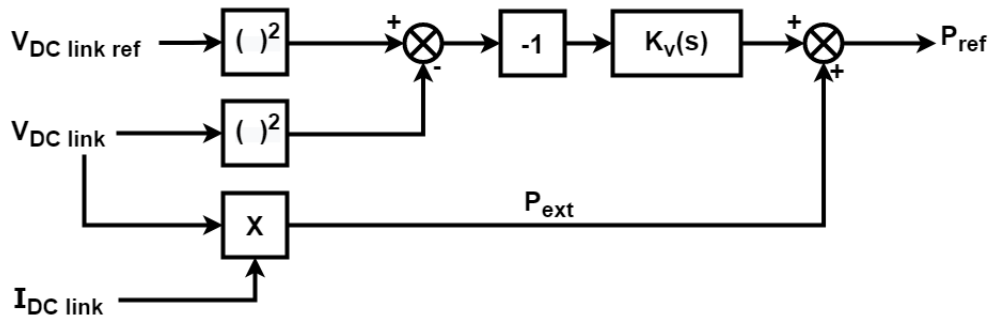 V_DC link ref
( )²
+
-
-1
K_v(s)
+
+
P_ref
V_DC link
( )²
X
P_ext
I_DC link